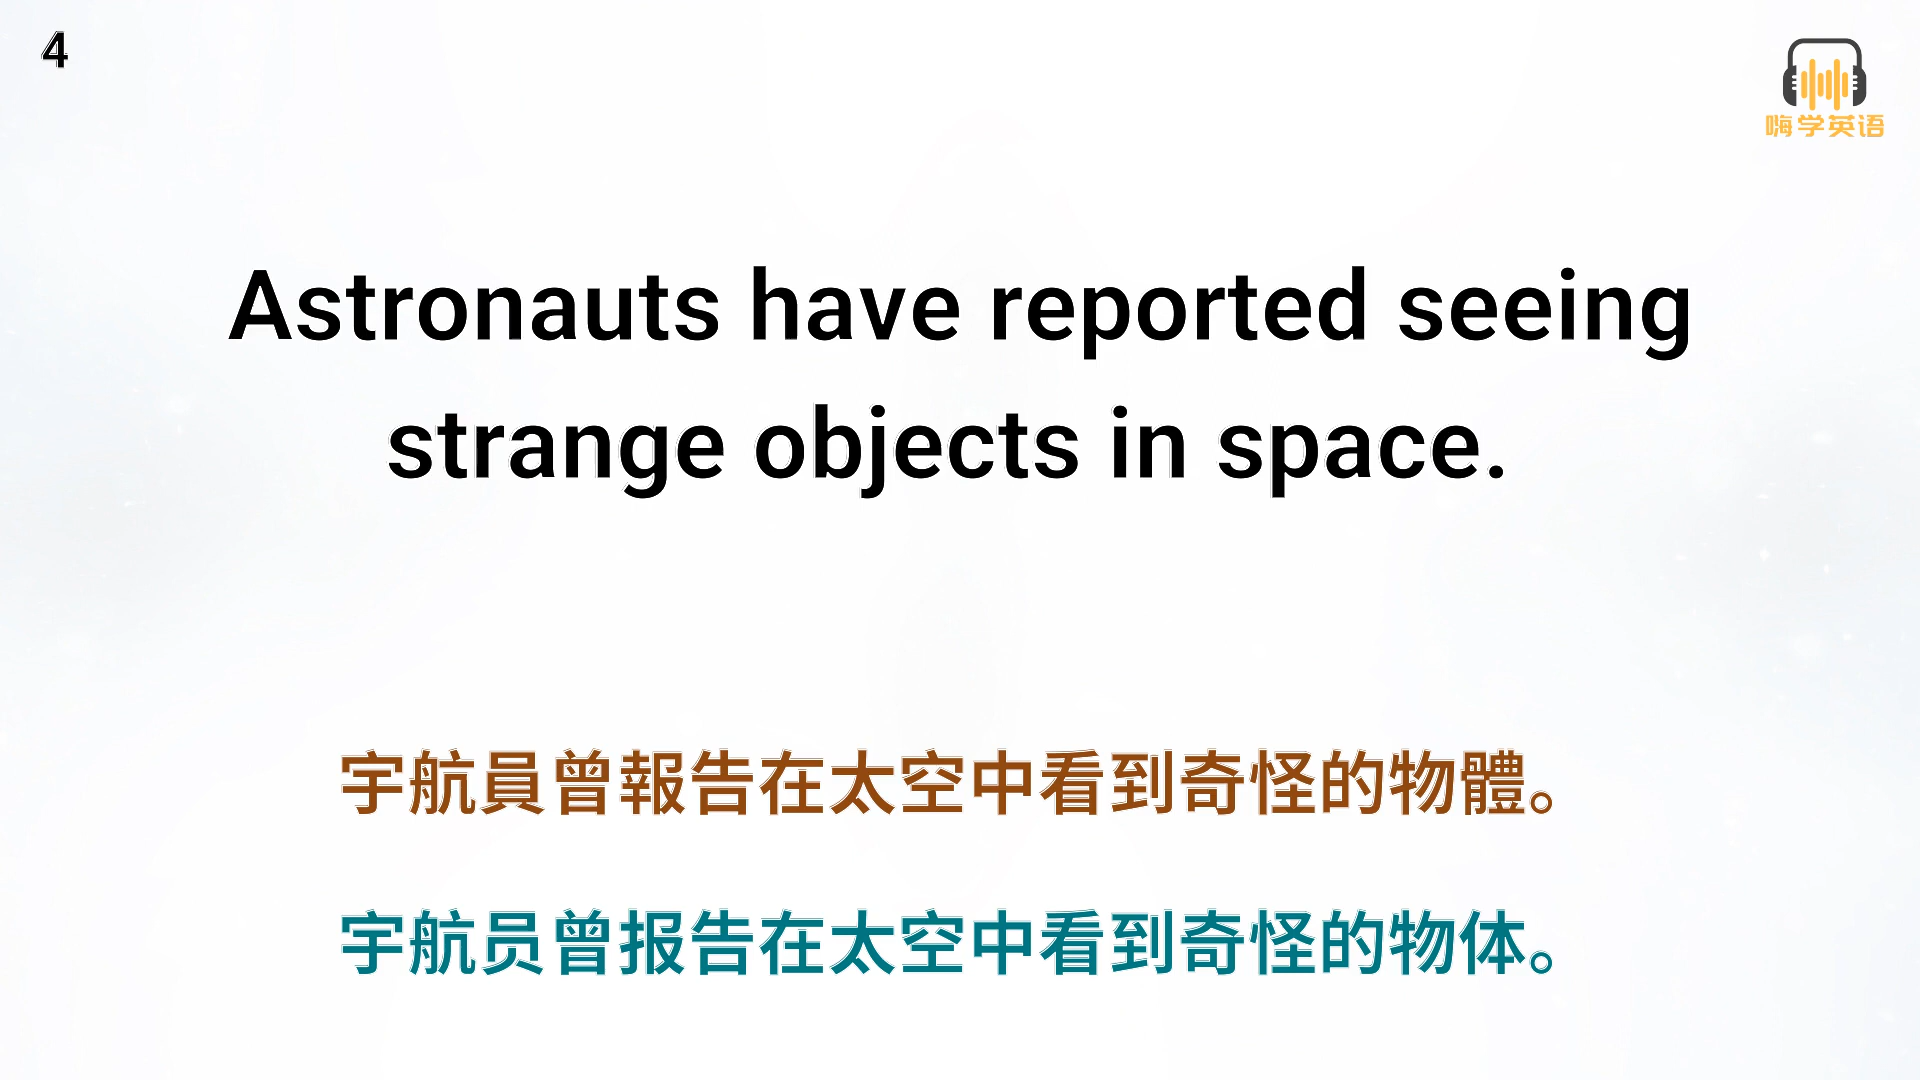 4
嗨学英语
Astronauts have reported seeing
strange objects in space.
宇航員曾報告在太空中看到奇怪的物體。
宇航员曾报告在太空中看到奇怪的物体。